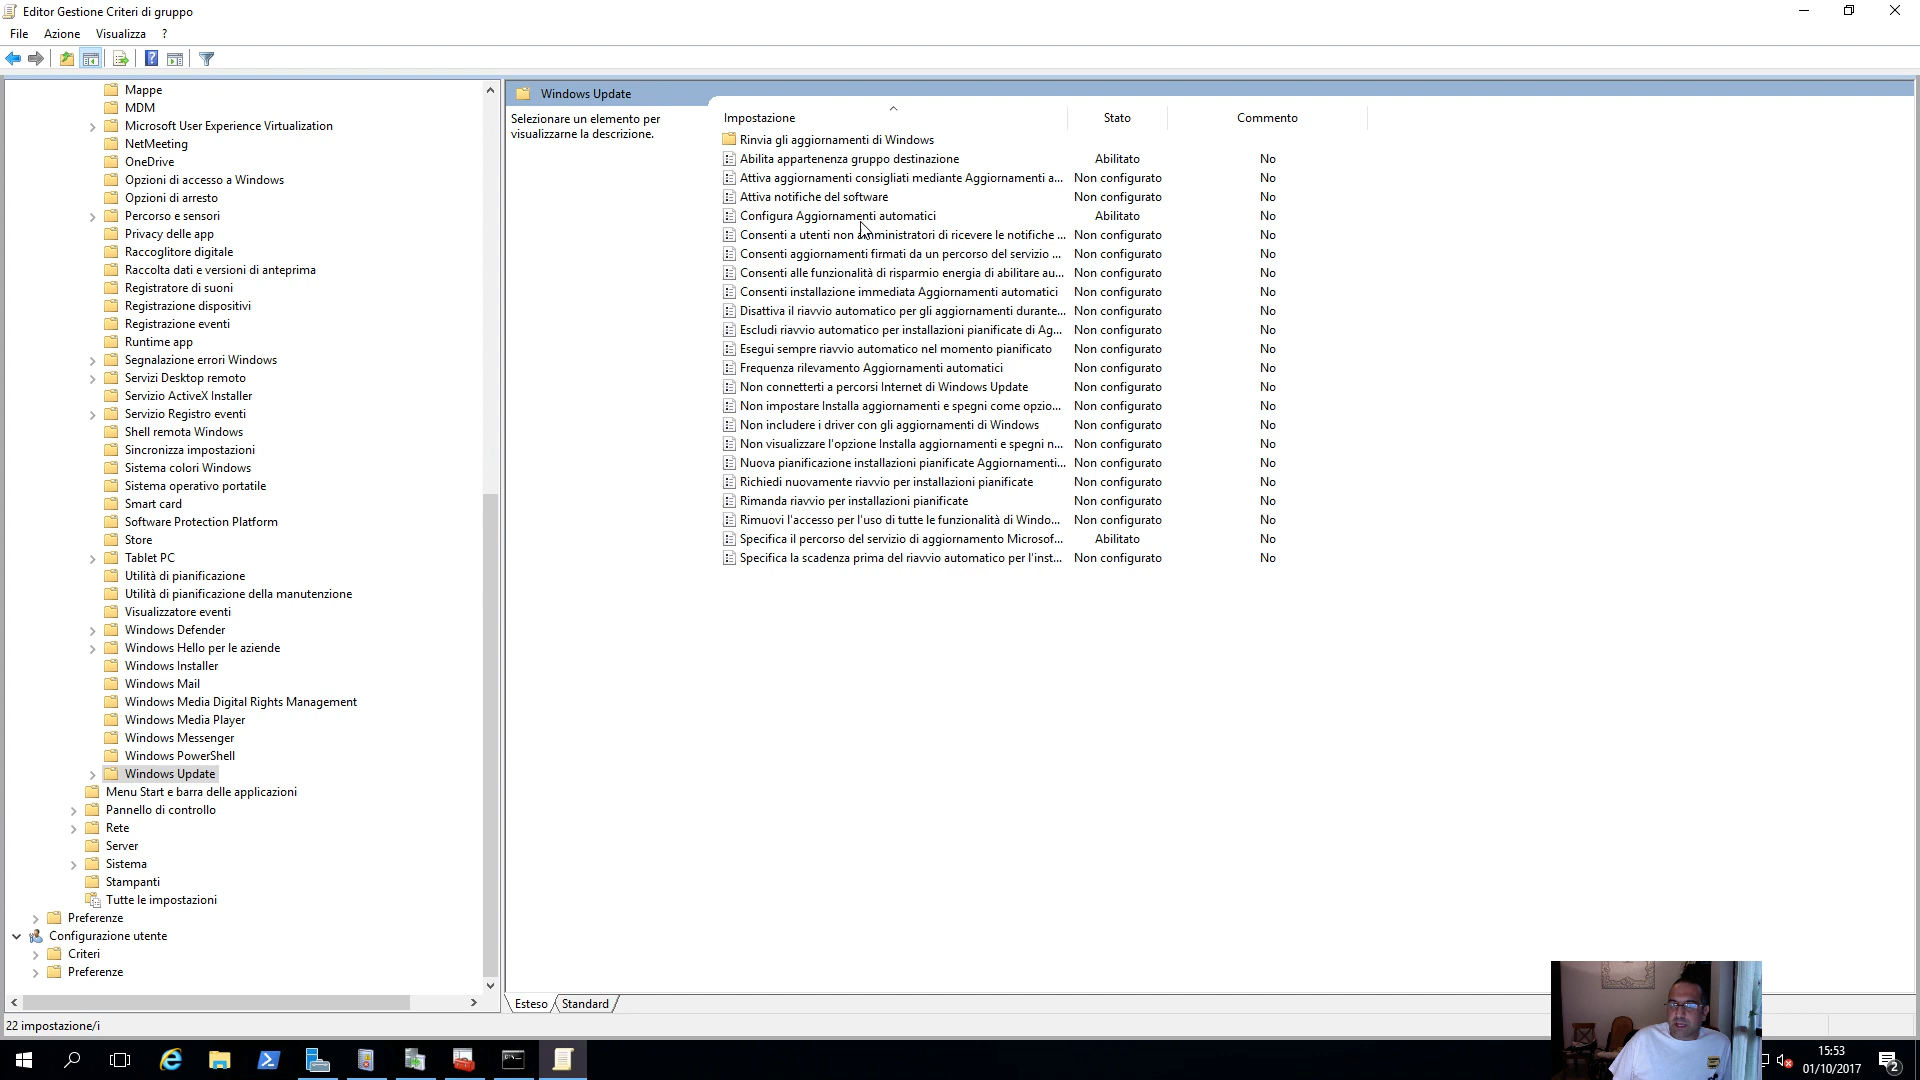 Editor Gestione Criteri di gruppo
File Azione Visualizza ?
Mappe
MDM
Microsoft User Experience Virtualization
NetMeeting
OneDrive
Opzioni di accesso a Windows
Opzioni di arresto
Percorso e sensori
Privacy delle app
Raccoglitore digitale
Raccolta dati e versioni di anteprima
Registratore di suoni
Registrazione dispositivi
Registrazione eventi
Runtime app
Segnalazione errori Windows
Servizi Desktop remoto
Servizio ActiveX Installer
Servizio Registro eventi
Shell remota Windows
Sincronizza impostazioni
Sistema colori Windows
Sistema operativo portatile
Smart card
Software Protection Platform
Store
Tablet PC
Utilità di pianificazione
Utilità di pianificazione della manutenzione
Visualizzatore eventi
Windows Defender
Windows Hello per le aziende
Windows Installer
Windows Mail
Windows Media Digital Rights Management
Windows Media Player
Windows Messenger
Windows PowerShell
Windows Update
Menu Start e barra delle applicazioni
Pannello di controllo
Rete
Server
Sistema
Stampanti
Tutte le impostazioni
Preferenze
Configurazione utente
Criteri
Preferenze
Windows Update
Selezionare un elemento per
visualizzarne la descrizione.
Impostazione Stato Commento
Rinvia gli aggiornamenti di Windows
Abilita appartenenza gruppo destinazione Abilitato No
Attiva aggiornamenti consigliati mediante Aggiornamenti a... Non configurato No
Attiva notifiche del software Non configurato No
Configura Aggiornamenti automatici Abilitato No
Consenti a utenti non amministratori di ricevere le notifiche ... Non configurato No
Consenti aggiornamenti firmati da un percorso del servizio ... Non configurato No
Consenti alle funzionalità di risparmio energia di abilitare au... Non configurato No
Consenti installazione immediata Aggiornamenti automatici Non configurato No
Disattiva il riavvio automatico per gli aggiornamenti durante... Non configurato No
Escludi riavvio automatico per installazioni pianificate di Ag... Non configurato No
Esegui sempre riavvio automatico nel momento pianificato Non configurato No
Frequenza rilevamento Aggiornamenti automatici Non configurato No
Non connetterti a percorsi Internet di Windows Update Non configurato No
Non impostare Installa aggiornamenti e spegni come opzio... Non configurato No
Non includere i driver con gli aggiornamenti di Windows Non configurato No
Non visualizzare l'opzione Installa aggiornamenti e spegni n... Non configurato No
Nuova pianificazione installazioni pianificate Aggiornamenti... Non configurato No
Richiedi nuovamente riavvio per installazioni pianificate Non configurato No
Rimanda riavvio per installazioni pianificate Non configurato No
Rimuovi l'accesso per l'uso di tutte le funzionalità di Windo... Non configurato No
Specifica il percorso del servizio di aggiornamento Microsof... Abilitato No
Specifica la scadenza prima del riavvio automatico per l'inst... Non configurato No
Esteso Standard
22 impostazione/i
15:53
01/10/2017
2